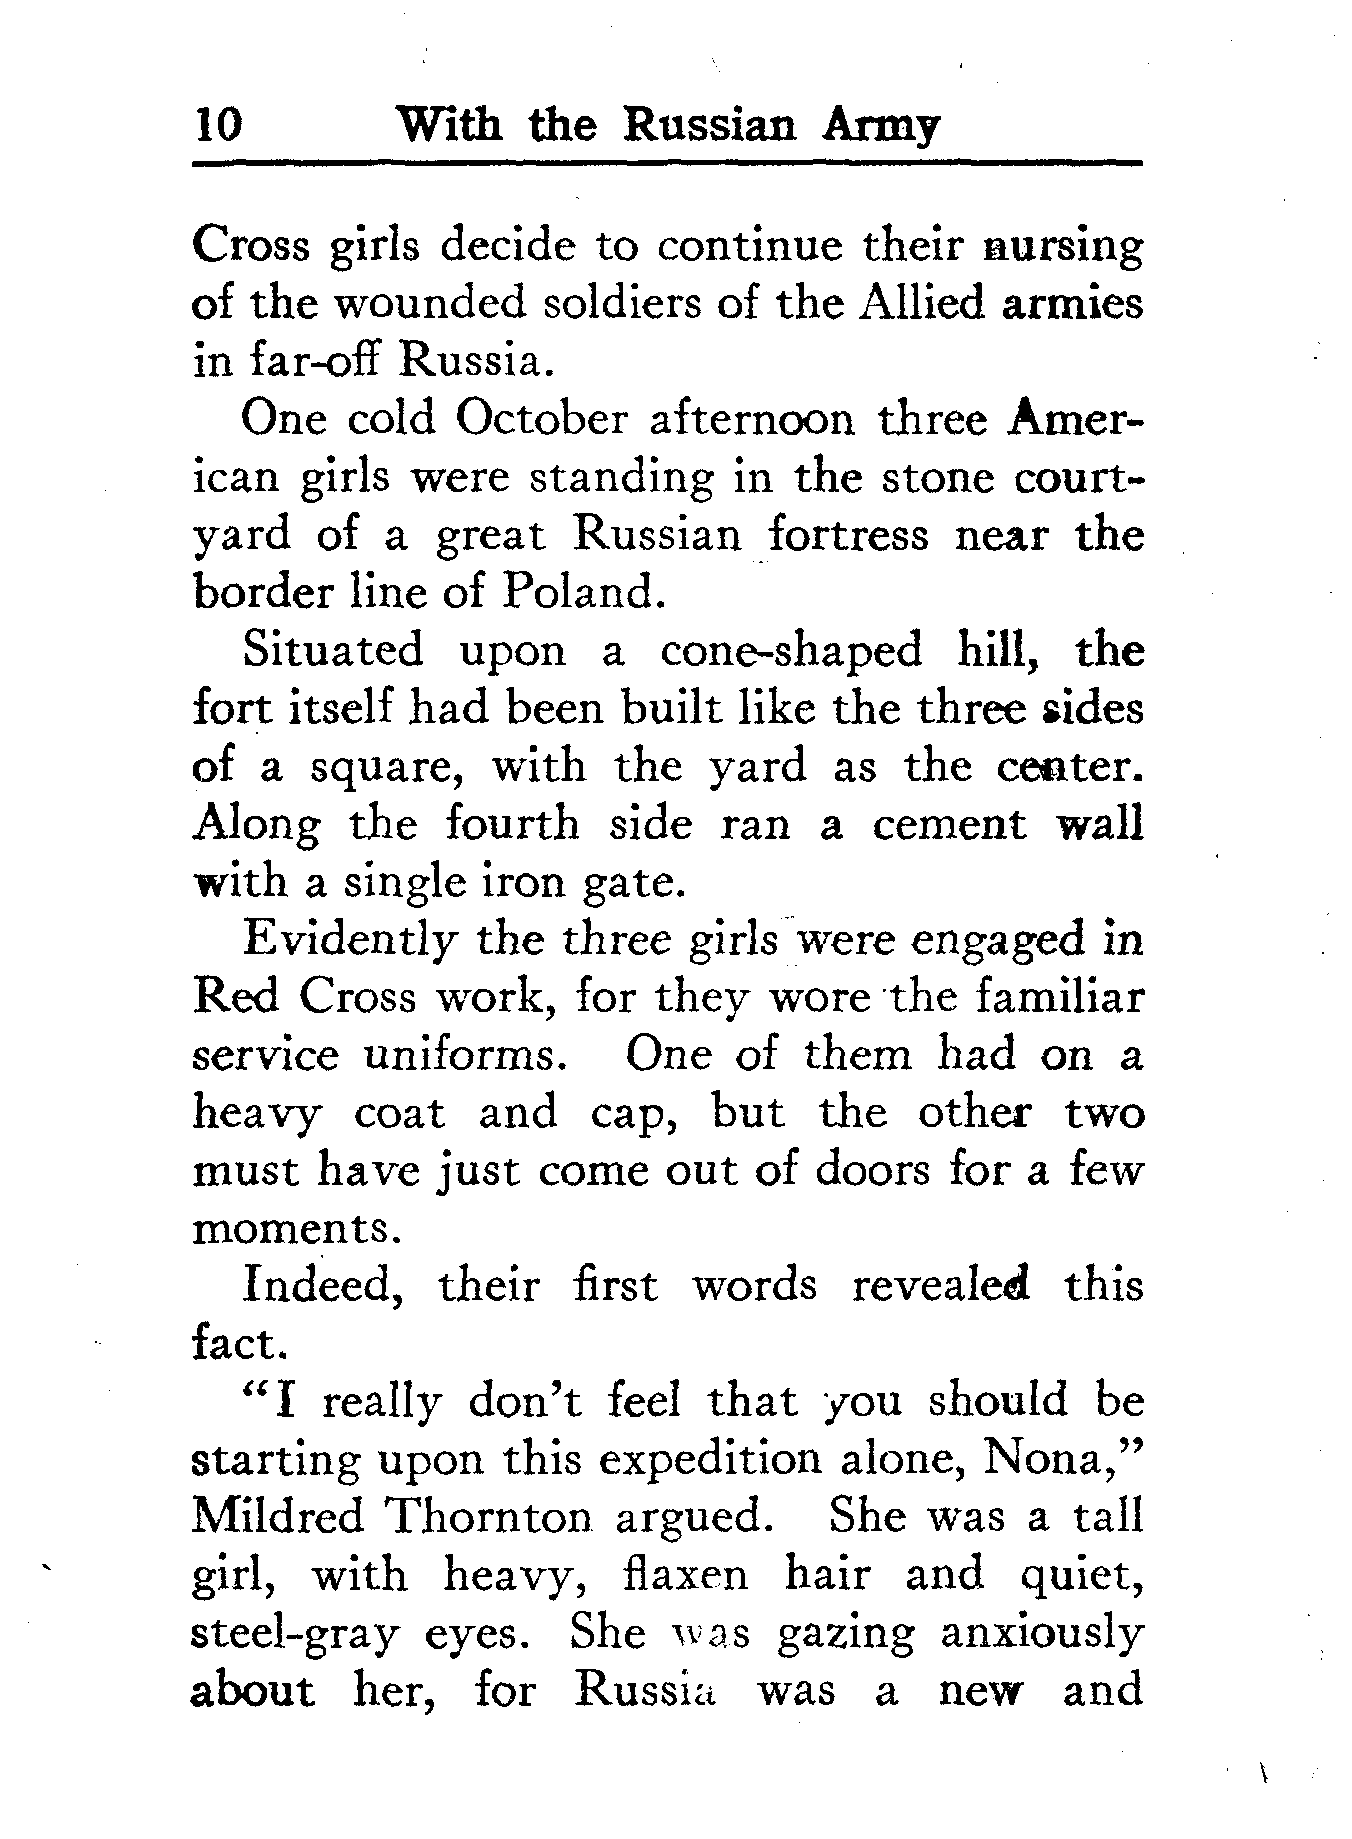 10 With the Russian Army
Cross girls decide to continue their nursing
of the wounded soldiers of the Allied armies
in far-off Russia.
One cold October afternoon three Amer-
ican girls were standing in the stone court-
yard of a great Russian fortress near the
border line of Poland.
Situated upon a cone-shaped hill, the
fort itself had been built like the three sides
of a square, with the yard as the center.
Along the fourth side ran a cement wall
with a single iron gate.
Evidently the three girls were engaged in
Red Cross work, for they wore the familiar
service uniforms. One of them had on a
heavy coat and cap, but the other two
must have just come out of doors for a few
moments.
Indeed, their first words revealed this
fact.
“I really don’t feel that you should be
starting upon this expedition alone, Nona,”
Mildred Thornton argued. She was a tall
girl, with heavy, flaxen hair and quiet,
steel-gray eyes. She was gazing anxiously
about her, for Russia was a new and